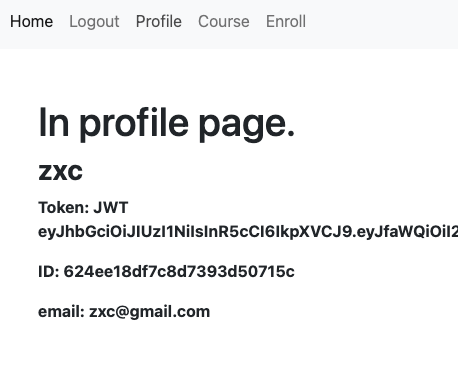 Home Logout Profile Course Enroll
In profile page.
zxc
Token: JWT
eyJhbGciOiJIUzI1NiIsInR5cCI6IkpXVCJ9.eyJfaWQiOiI2
ID: 624ee18df7c8d7393d50715c
email: zxc@gmail.com